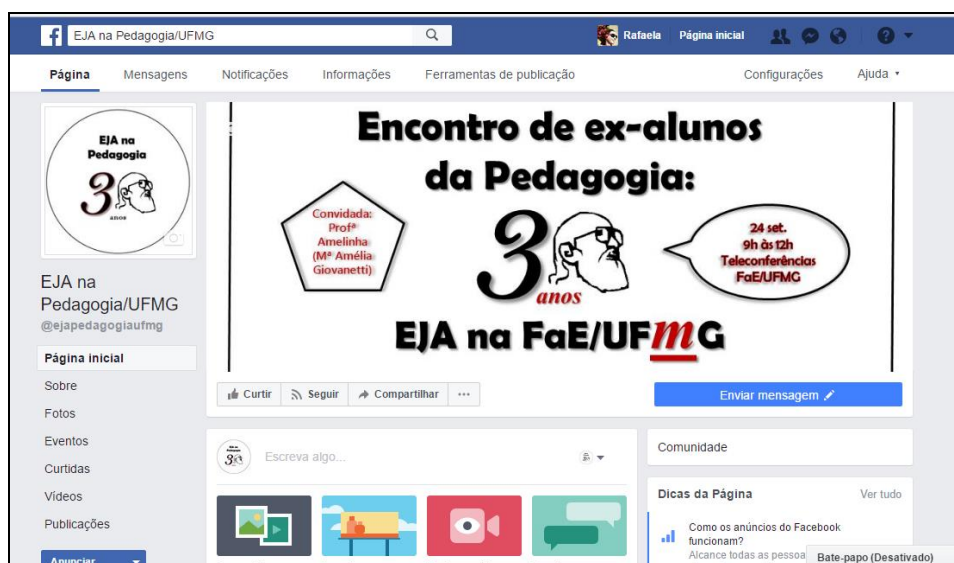 EJA na Pedagogia/UFMG
Rafaela
Página inicial
Página
Mensagens
Notificações
Informações
Ferramentas de publicação
Configurações
Ajuda
EJA na
Pedagogia
30
anos
EJA na
Pedagogia/UFMG
@ejapedagogiaufmg
Página inicial
Sobre
Fotos
Eventos
Curtidas
Vídeos
Publicações
Anunciar
Encontro de ex-alunos
da Pedagogia:
Convidada:
Profª
Amelinha
(Mª Amélia
Giovanetti)
30
anos
24 set.
9h às 12h
Teleconferências
FaE/UFMG
EJA na FaE/UFmG
Curtir
Seguir
Compartilhar
Enviar mensagem
Escreva algo...
Comunidade
Dicas da Página
Ver tudo
Como os anúncios do Facebook
funcionam?
Alcance todas as pessoa
Bate-papo (Desativado)